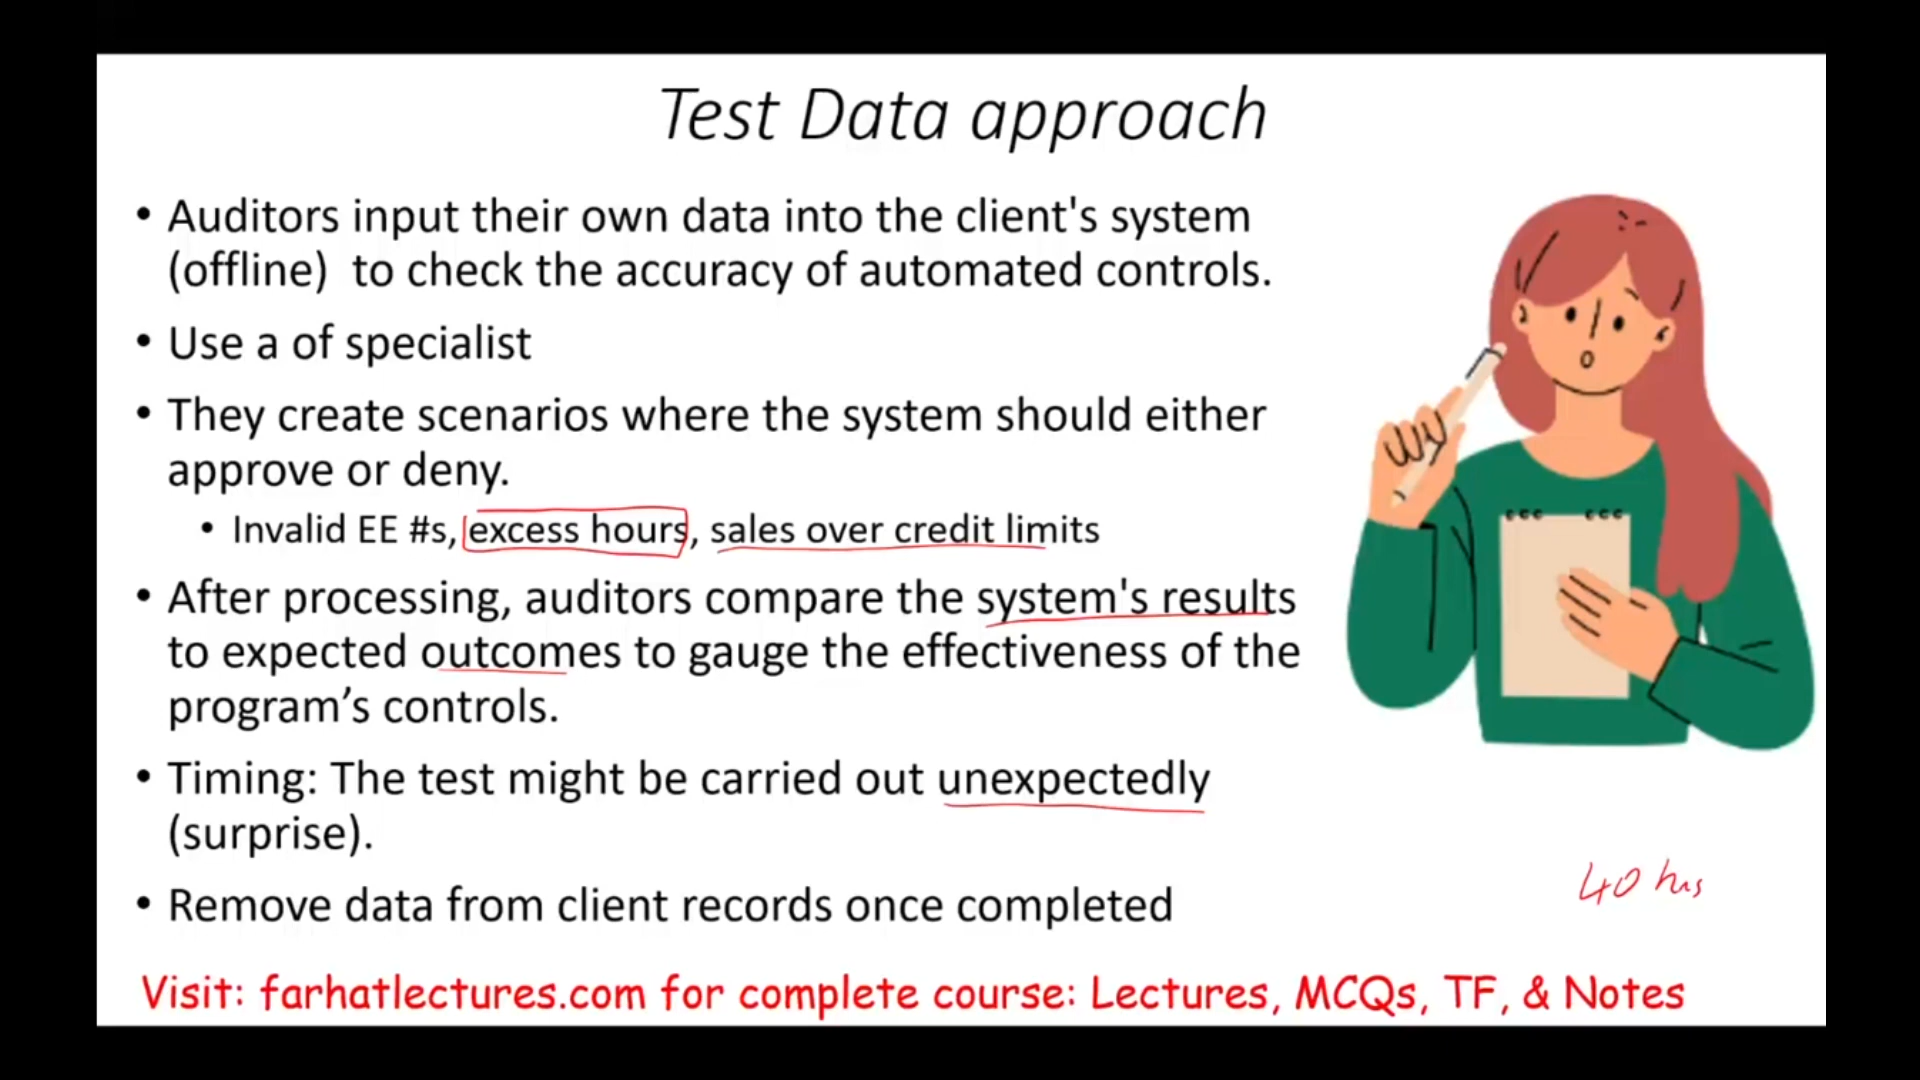 Test Data approach
• Auditors input their own data into the client's system
(offline)  to check the accuracy of automated controls.
• Use a of specialist
• They create scenarios where the system should either
approve or deny.
• Invalid EE #s, excess hours, sales over credit limits
• After processing, auditors compare the system's results
to expected outcomes to gauge the effectiveness of the
program’s controls.
• Timing: The test might be carried out unexpectedly
(surprise).
40 hrs
• Remove data from client records once completed
Visit: farhatlectures.com for complete course: Lectures, MCQs, TF, & Notes